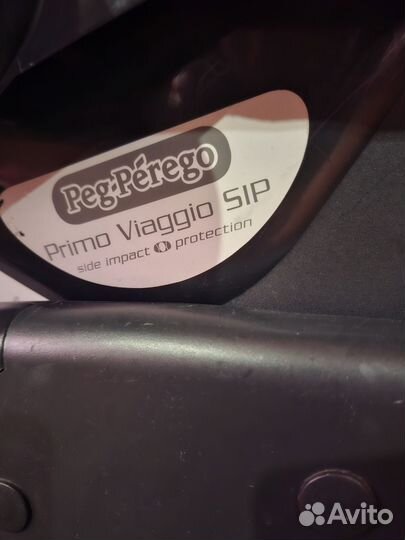 Peg-Pérego
Primo Viaggio SIP
side impact protection
Avito